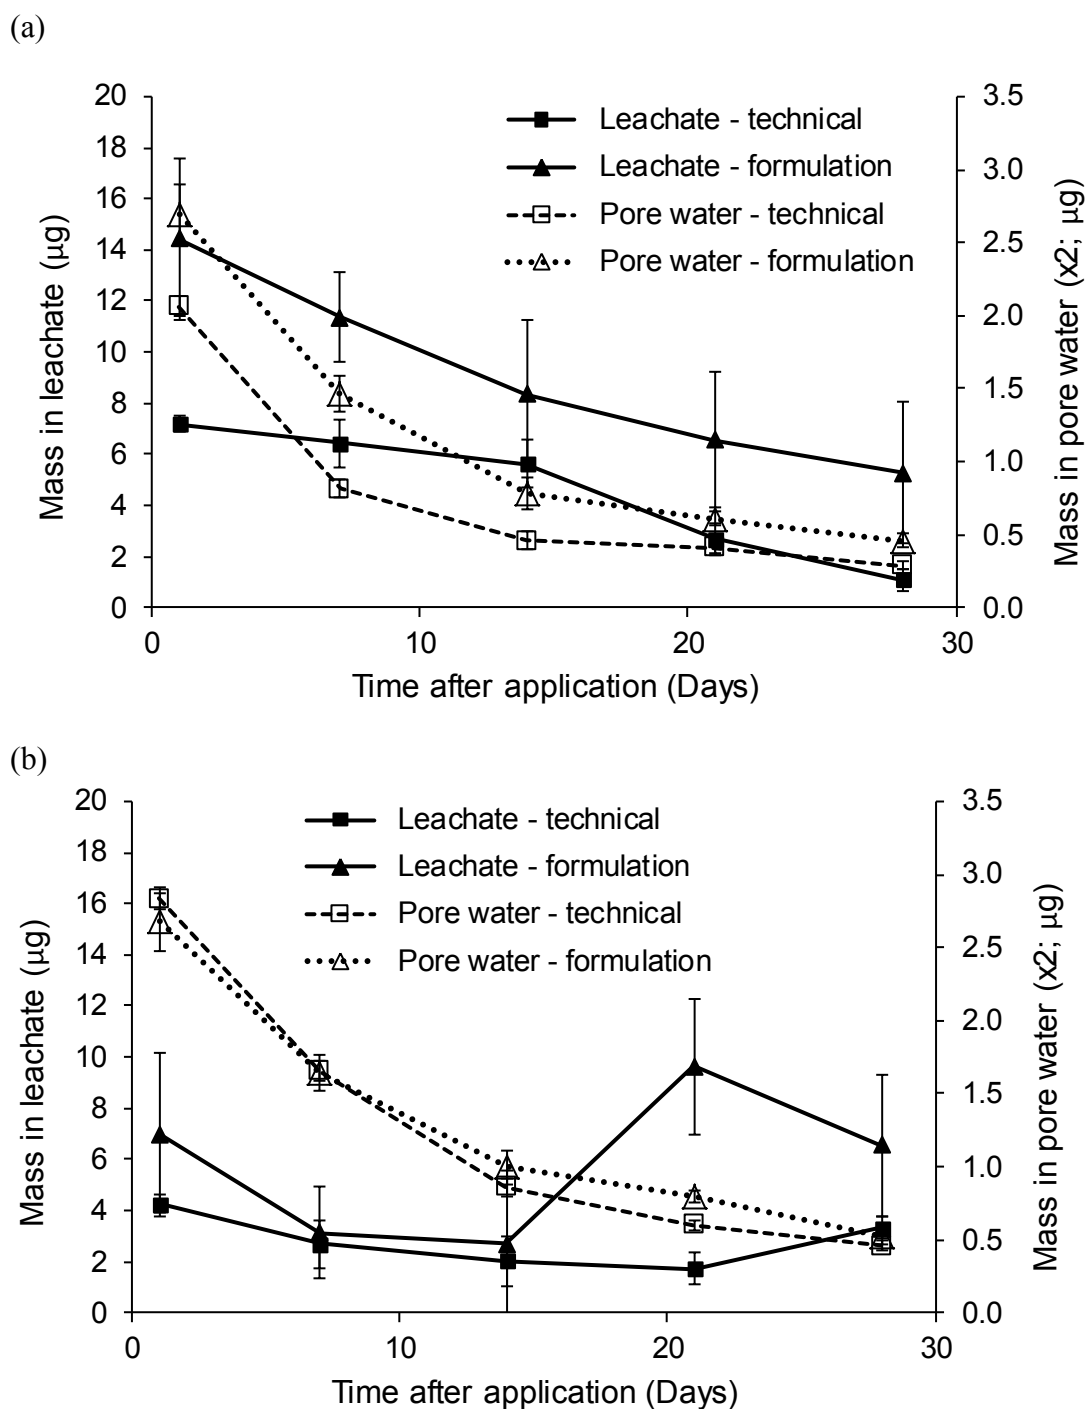 (a)
20
18
16
14
12
10
8
6
4
2
0
3.5
3.0
2.5
2.0
1.5
1.0
0.5
0.0
Mass in leachate (µg)
Mass in pore water (x2; µg)
Leachate - technical
Leachate - formulation
Pore water - technical
Pore water - formulation
0 10 20 30
Time after application (Days)
(b)
20
18
16
14
12
10
8
6
4
2
0
3.5
3.0
2.5
2.0
1.5
1.0
0.5
0.0
Mass in leachate (µg)
Mass in pore water (x2; µg)
Leachate - technical
Leachate - formulation
Pore water - technical
Pore water - formulation
0 10 20 30
Time after application (Days)